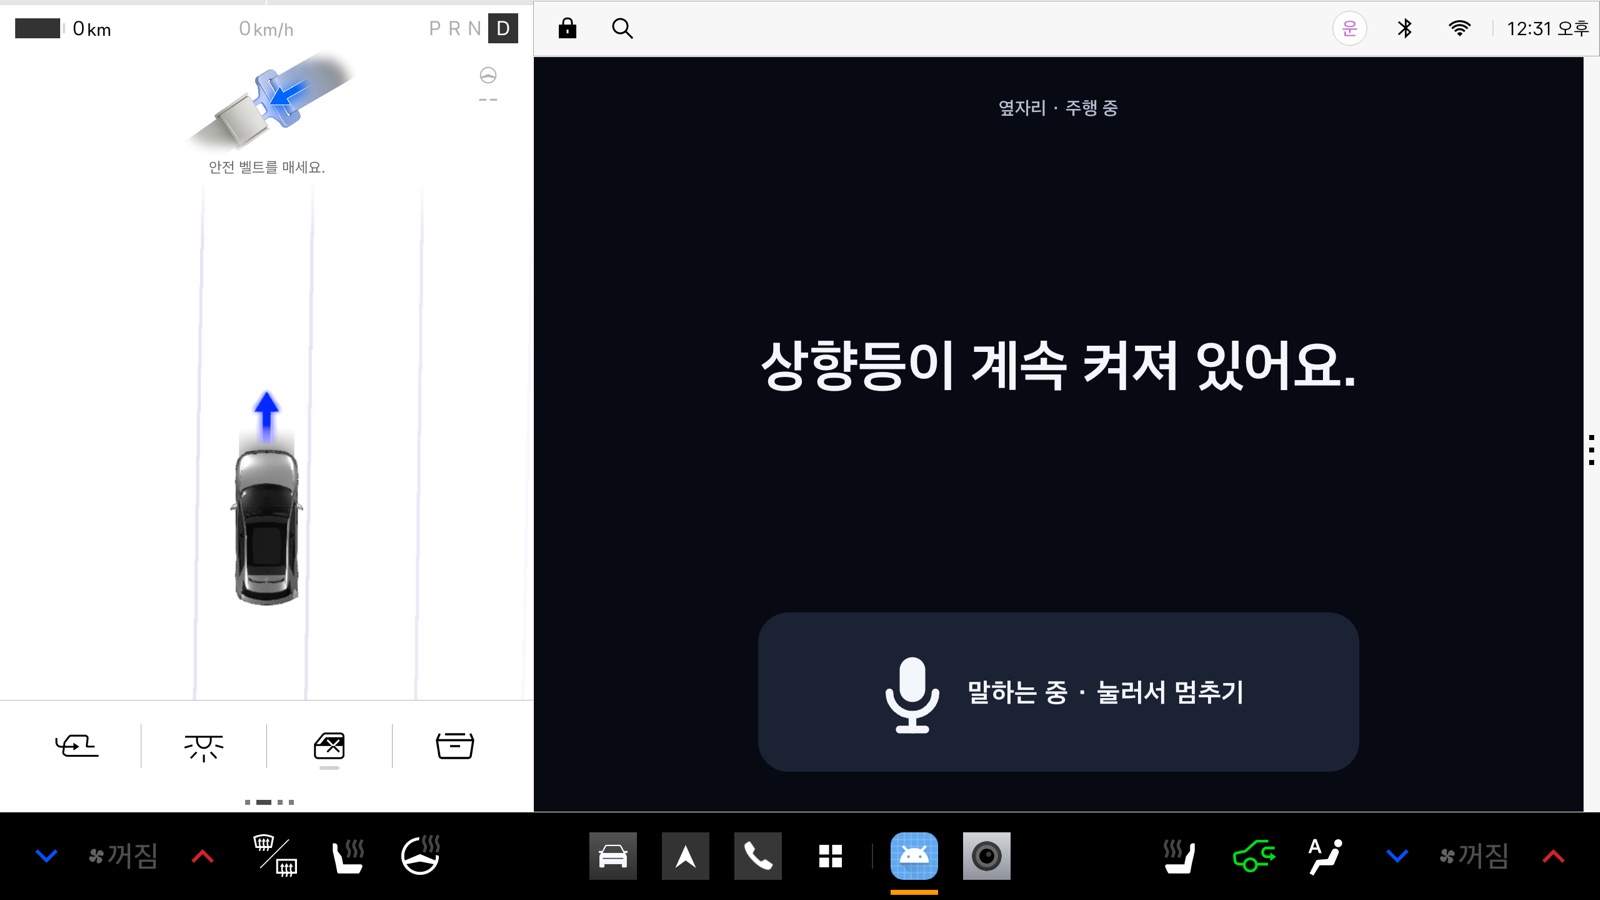 0km
0km/h
P R N D
--
안전 벨트를 매세요.
운
12:31 오후
옆자리 · 주행 중
상향등이 계속 켜져 있어요.
말하는 중 · 눌러서 멈추기
꺼짐
A
꺼짐